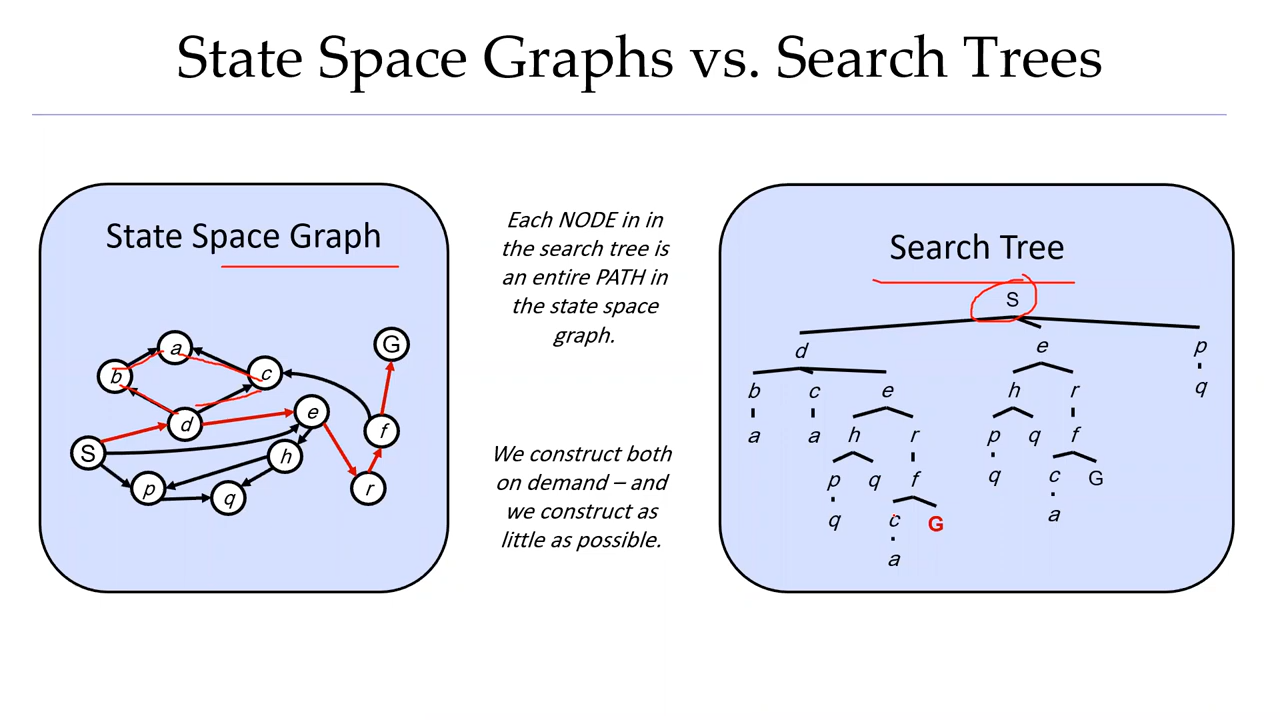 State Space Graphs vs. Search Trees
State Space Graph
a
G
b
c
e
d
f
S
h
p
q
r
Each NODE in in
the search tree is
an entire PATH in
the state space
graph.
We construct both
on demand – and
we construct as
little as possible.
Search Tree
S
d e p
b c e h r q
a a h r p q f
p q f q c G
q c G a
a